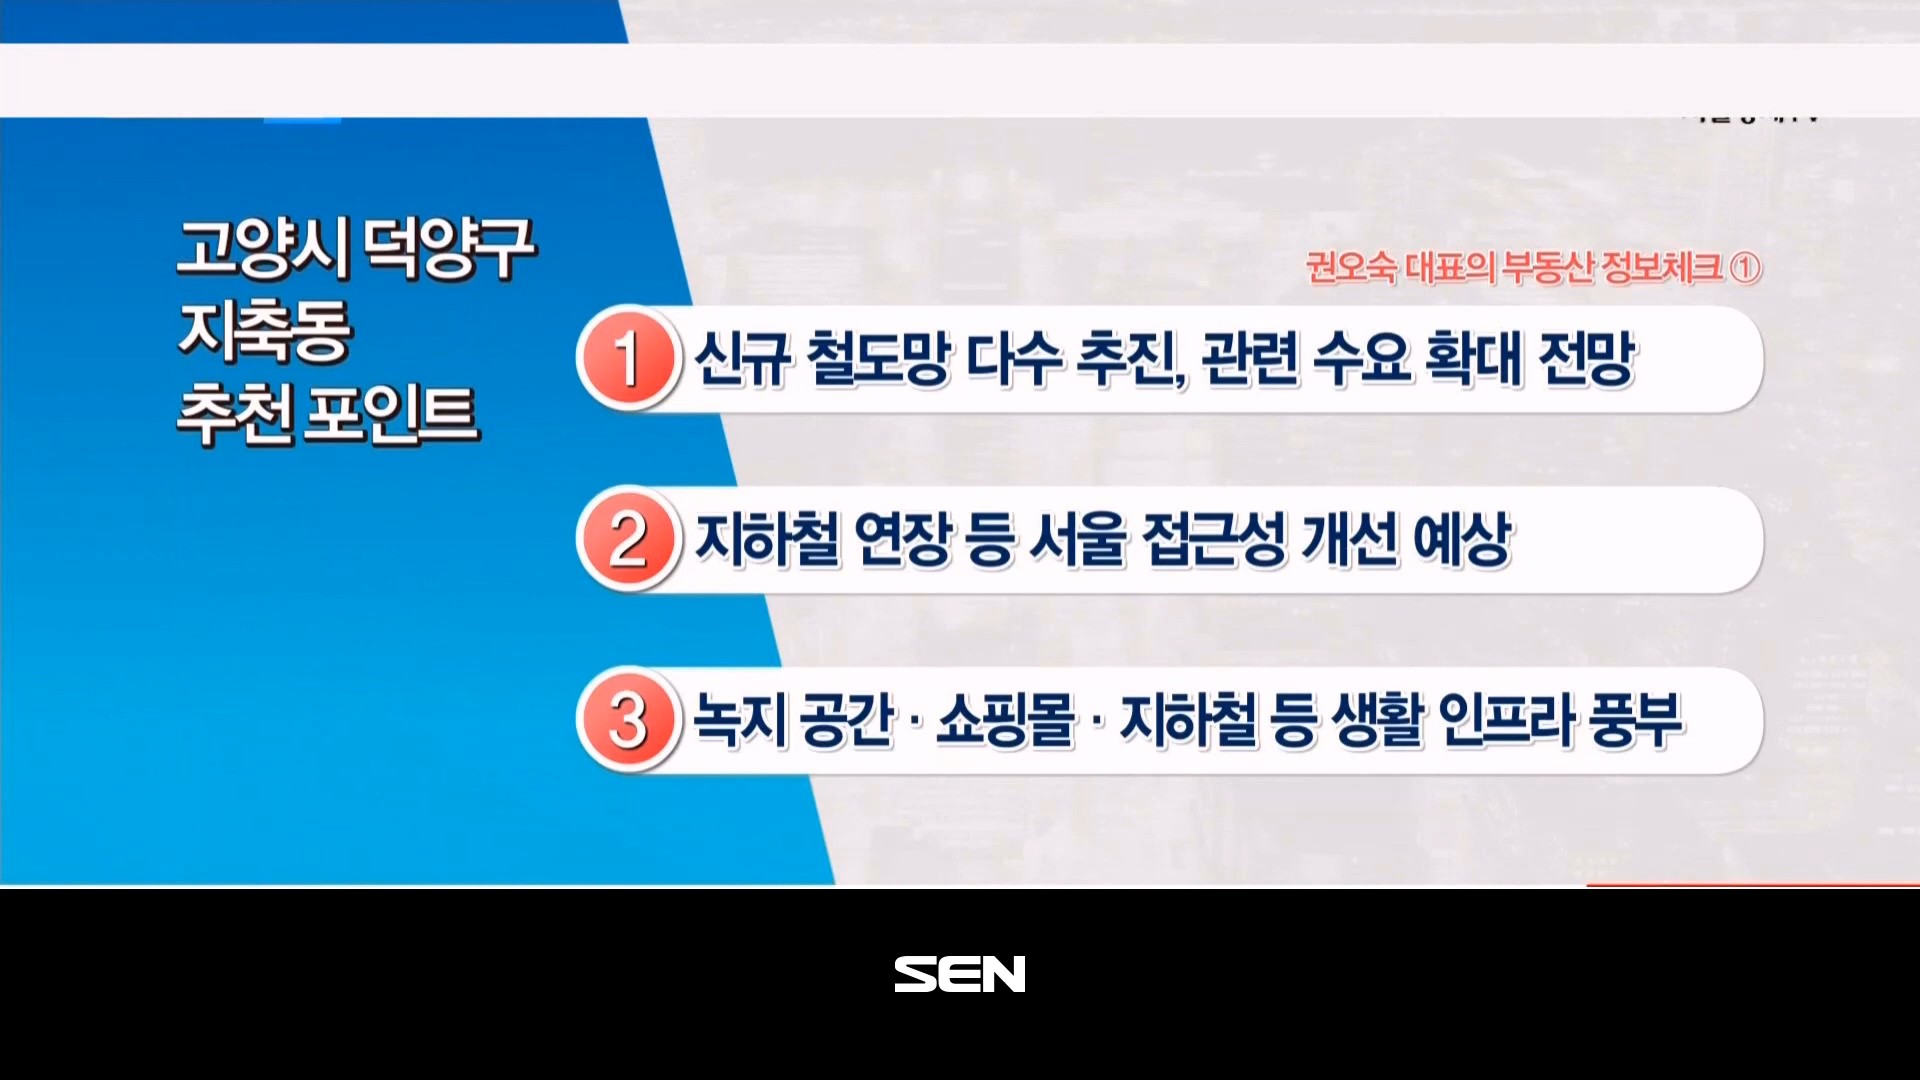 고양시 덕양구
지축동
추천 포인트
권오숙 대표의 부동산 정보체크 ①
1 신규 철도망 다수 추진, 관련 수요 확대 전망
2 지하철 연장 등 서울 접근성 개선 예상
3 녹지 공간 · 쇼핑몰 · 지하철 등 생활 인프라 풍부
SEN